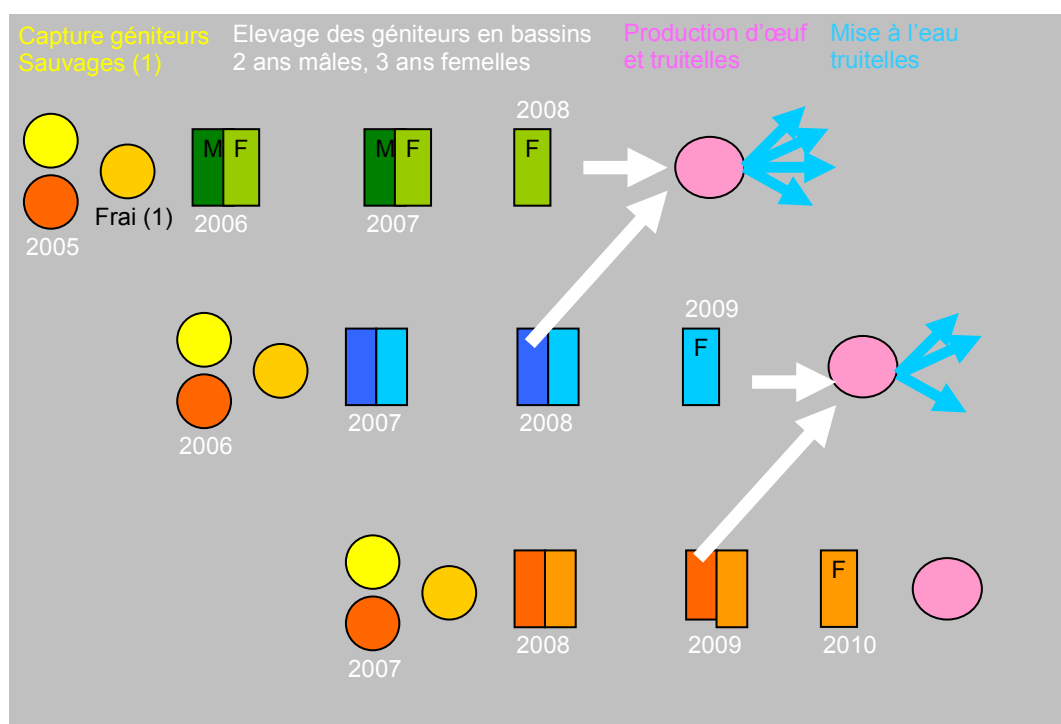 Capture géniteurs
Sauvages (1)
Elevage des géniteurs en bassins
2 ans mâles, 3 ans femelles
Production d'œuf
et truitelles
Mise à l'eau
truitelles
2008
M F
M F
F
Frai (1)
2005
2006
2007
2009
F
2006
2007
2008
F
2007
2008
2009
2010